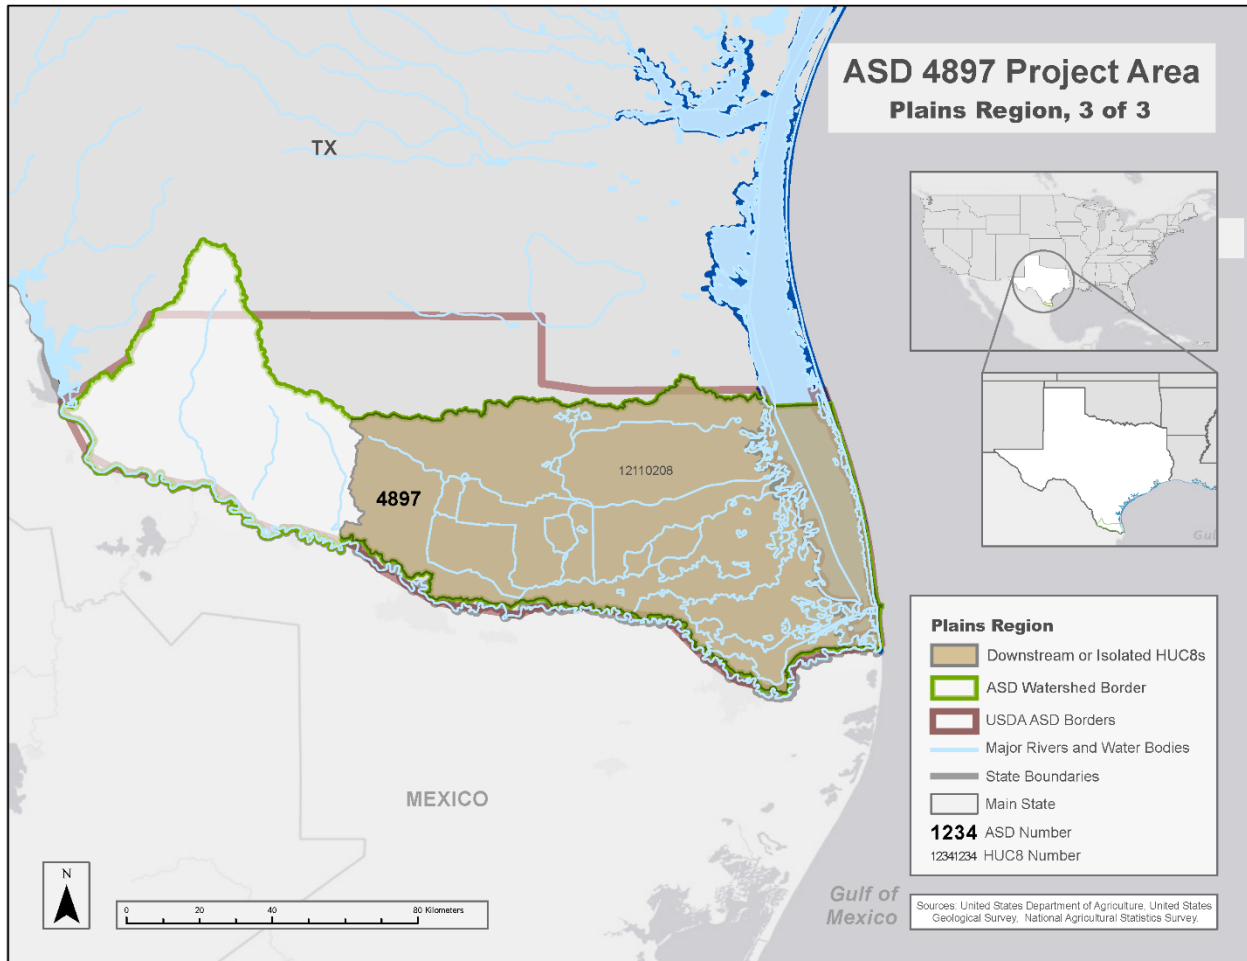 ASD 4897 Project Area
Plains Region, 3 of 3
TX
4897
12110208
MEXICO
Gulf of
Mexico
Gul
Plains Region
Downstream or Isolated HUC8s
ASD Watershed Border
USDA ASD Borders
Major Rivers and Water Bodies
State Boundaries
Main State
1234 ASD Number
12341234 HUC8 Number
N
0 20 40 80 Kilometers
Sources: United States Department of Agriculture, United States
Geological Survey, National Agricultural Statistics Survey.